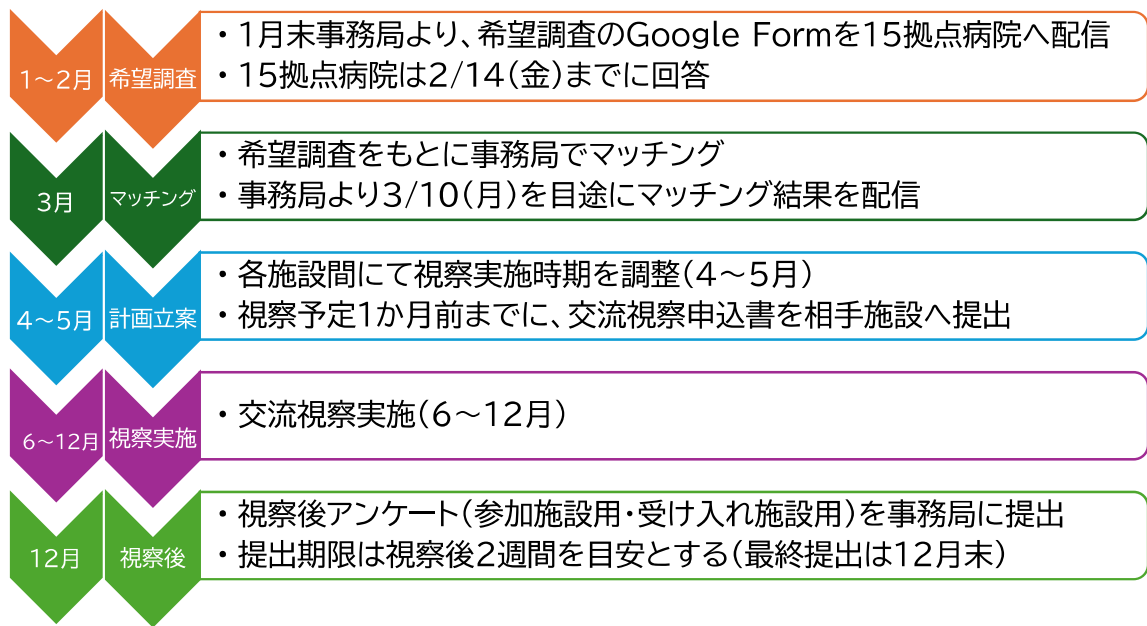 1～2月
希望調査
・1月末事務局より、希望調査のGoogle Formを15拠点病院へ配信
・15拠点病院は2/14(金)までに回答
3月
マッチング
・希望調査をもとに事務局でマッチング
・事務局より3/10(月)を目途にマッチング結果を配信
4～5月
計画立案
・各施設間にて視察実施時期を調整(4～5月)
・視察予定1か月前までに、交流視察申込書を相手施設へ提出
6～12月
視察実施
・交流視察実施(6～12月)
12月
視察後
・視察後アンケート(参加施設用・受け入れ施設用)を事務局に提出
・提出期限は視察後2週間を目安とする(最終提出は12月末)